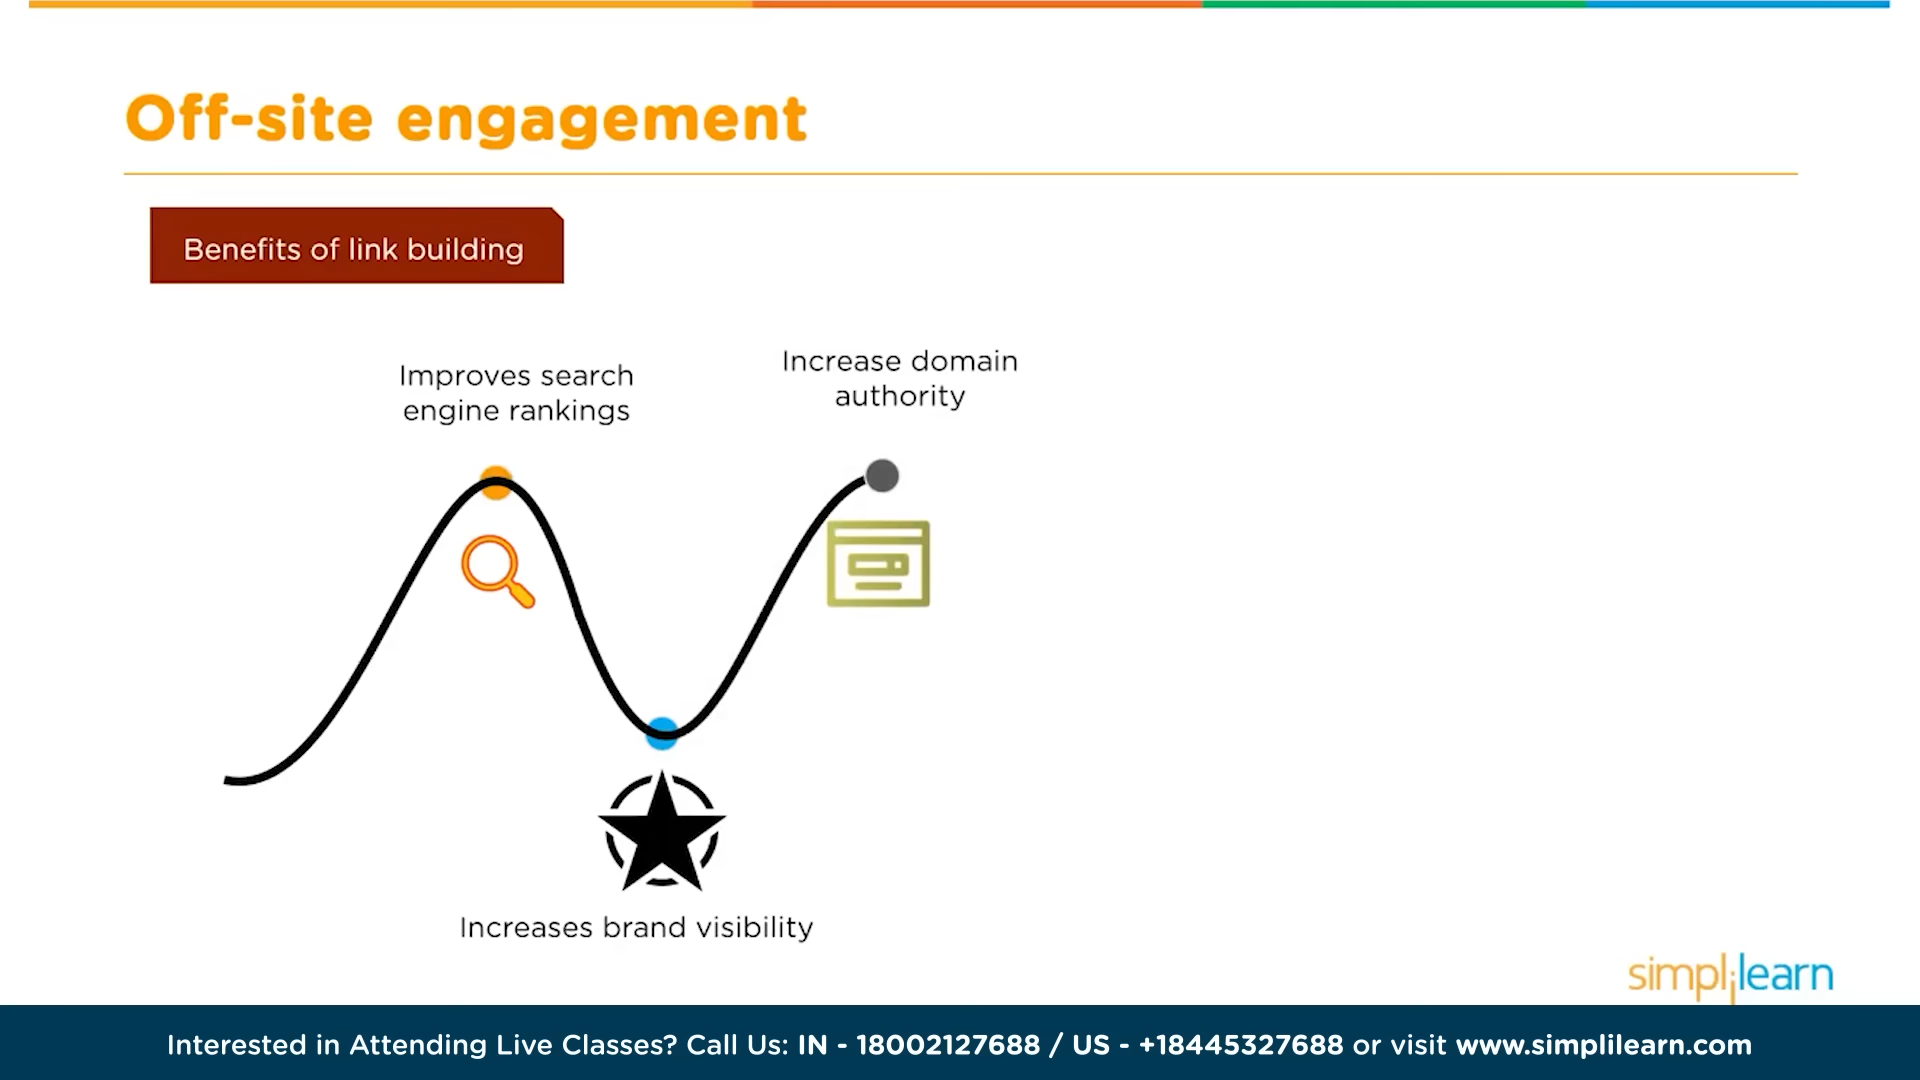 Off-site engagement
Benefits of link building
Improves search
engine rankings
Increase domain
authority
Increases brand visibility
simplilearn
Interested in Attending Live Classes? Call Us: IN - 18002127688 / US - +18445327688 or visit www.simplilearn.com